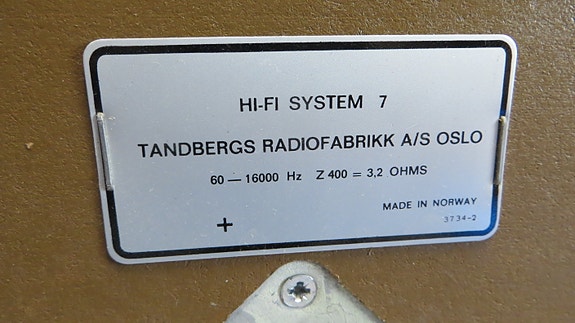 HI-FI SYSTEM 7
TANDBERGS RADIOFABRIKK A/S OSLO
60 — 16000 Hz Z 400 = 3,2 OHMS
MADE IN NORWAY
3734-2
+